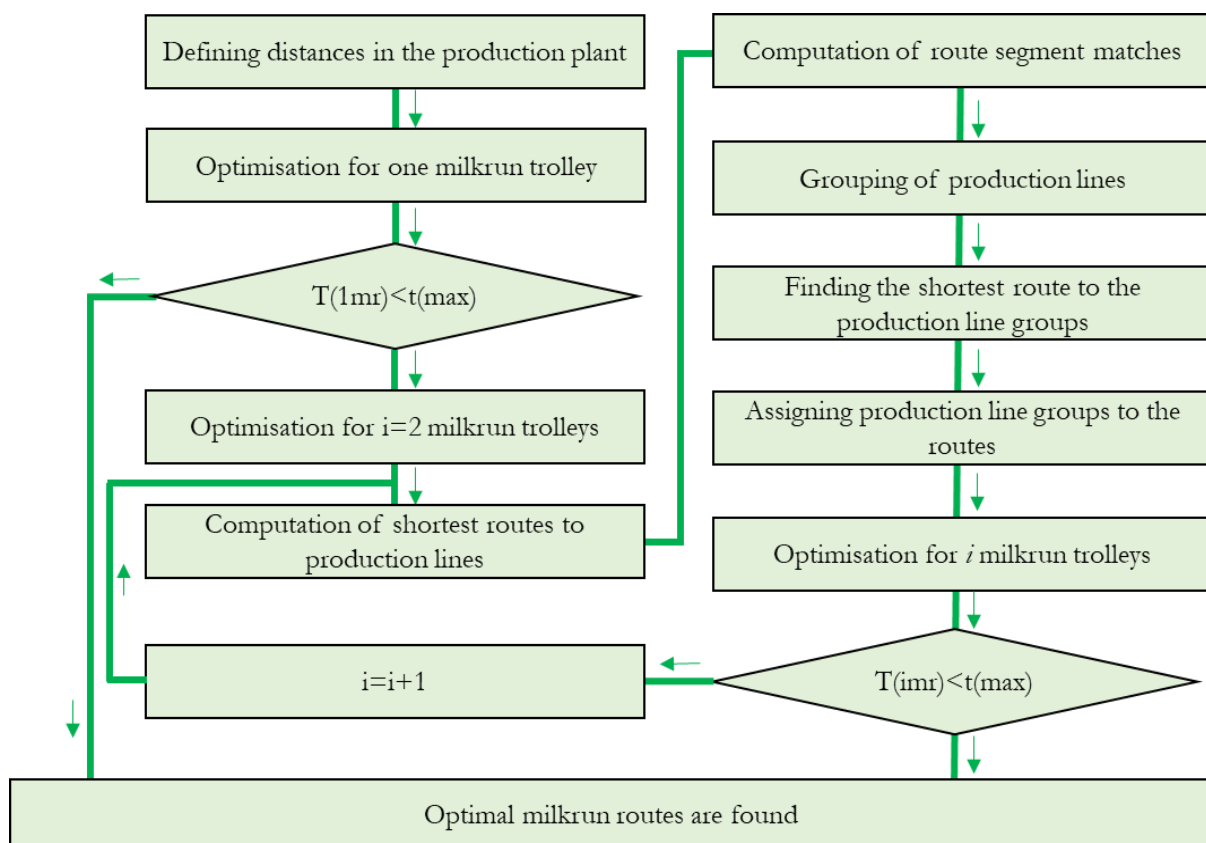 Defining distances in the production plant
Optimisation for one milkrun trolley
T(1mr)<t(max)
Optimisation for i=2 milkrun trolleys
Computation of shortest routes to
production lines
i=i+1
Computation of route segment matches
Grouping of production lines
Finding the shortest route to the
production line groups
Assigning production line groups to the
routes
Optimisation for i milkrun trolleys
T(imr)<t(max)
Optimal milkrun routes are found